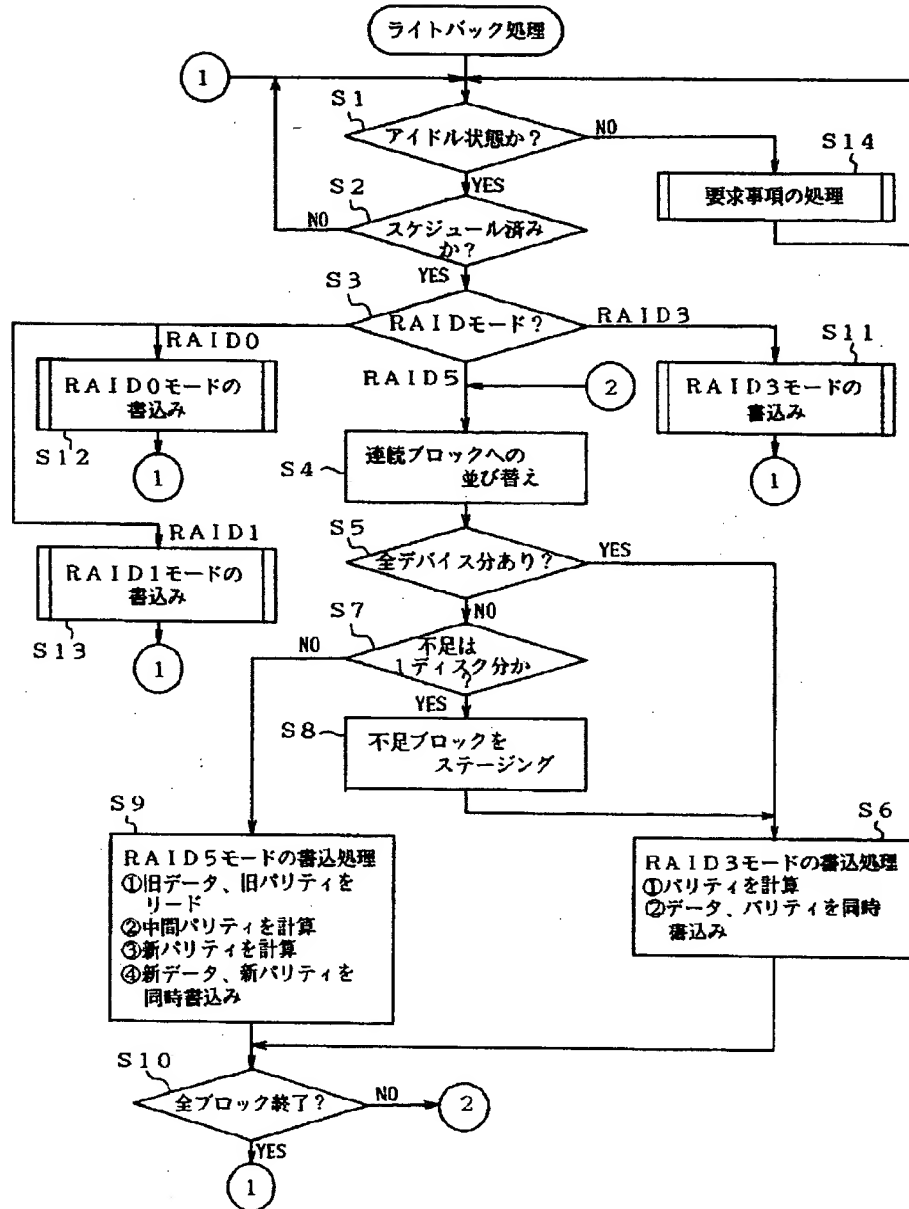 ライトバック処理
①
S1
アイドル状態か？
NO
S14
YES
要求事項の処理
S2
NO
スケジュール済み
か？
YES
S3
RAIDモード？
RAID3
RAID0
S11
RAID0モードの
書込み
RAID5
②
RAID3モードの
書込み
S12
①
S4
連続ブロックへの
並び替え
①
RAID1
S5
全デバイス分あり？
YES
RAID1モードの
書込み
NO
S13
S7
NO
不足は
1ディスク分か
？
①
YES
S8
不足ブロックを
ステージング
S9
S6
RAID5モードの書込処理
①旧データ、旧パリティを
リード
②中間パリティを計算
③新パリティを計算
④新データ、新パリティを
同時書込み
RAID3モードの書込処理
①パリティを計算
②データ、パリティを同時
書込み
S10
全ブロック終了？
NO
②
YES
①